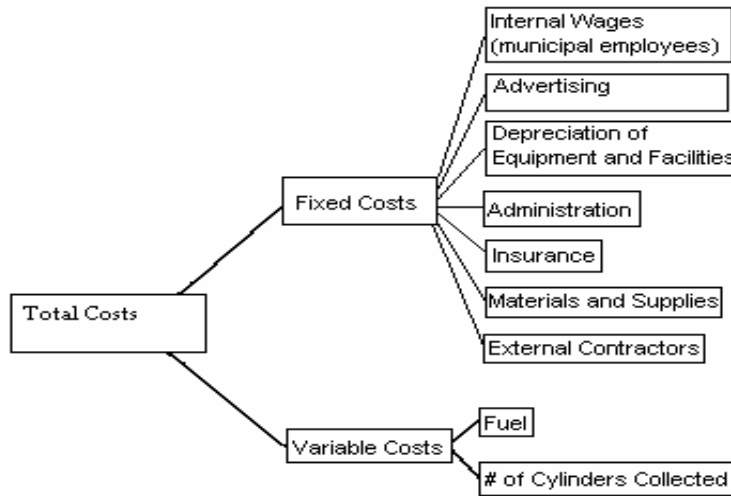 Internal Wages
(municipal employees)
Advertising
Depreciation of
Equipment and Facilities
Fixed Costs
Administration
Insurance
Materials and Supplies
External Contractors
Total Costs
Variable Costs
Fuel
# of Cylinders Collected